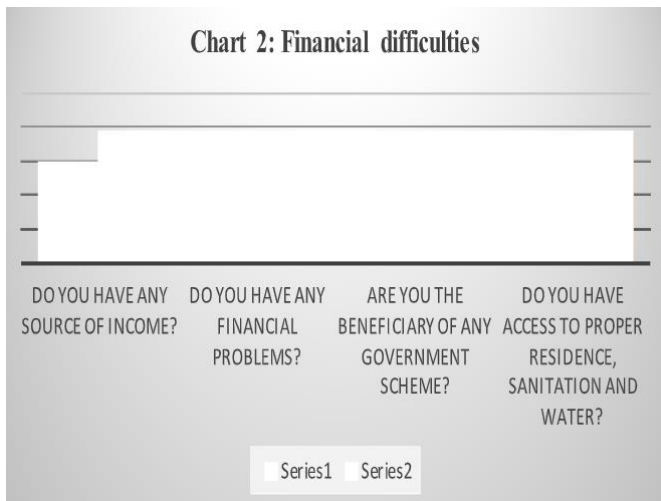 Chart 2: Financial difficulties
DO YOU HAVE ANY
SOURCE OF INCOME?
DO YOU HAVE ANY
FINANCIAL
PROBLEMS?
ARE YOU THE
BENEFICIARY OF ANY
GOVERNMENT
SCHEME?
DO YOU HAVE
ACCESS TO PROPER
RESIDENCE,
SANITATION AND
WATER?
Series1 Series2